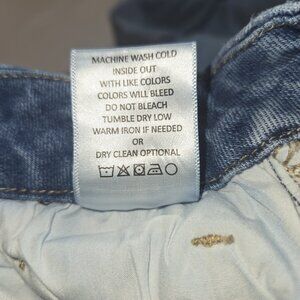 MACHINE WASH COLD
INSIDE OUT
WITH LIKE COLORS
COLORS WILL BLEED
DO NOT BLEACH
TUMBLE DRY LOW
WARM IRON IF NEEDED
OR
DRY CLEAN OPTIONAL